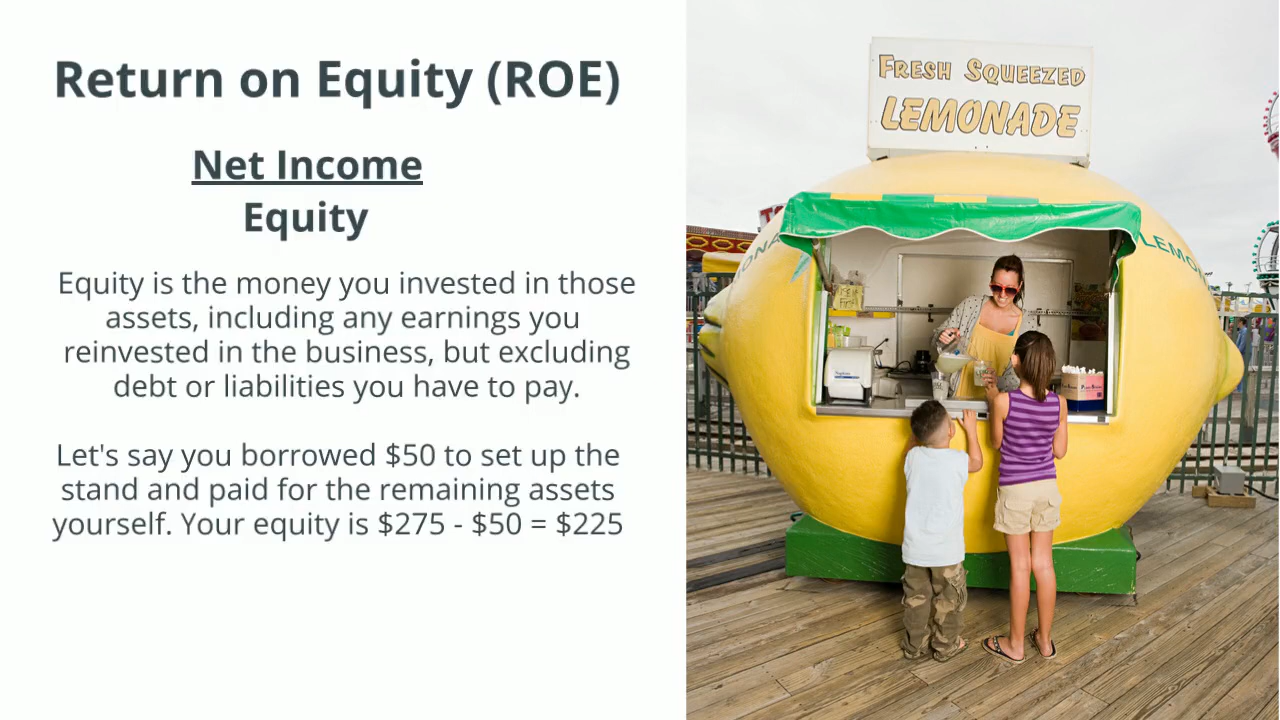 Return on Equity (ROE)
Net Income
Equity
Equity is the money you invested in those
assets, including any earnings you
reinvested in the business, but excluding
debt or liabilities you have to pay.
Let's say you borrowed $50 to set up the
stand and paid for the remaining assets
yourself. Your equity is $275 - $50 = $225
FRESH SQUEEZED
LEMONADE